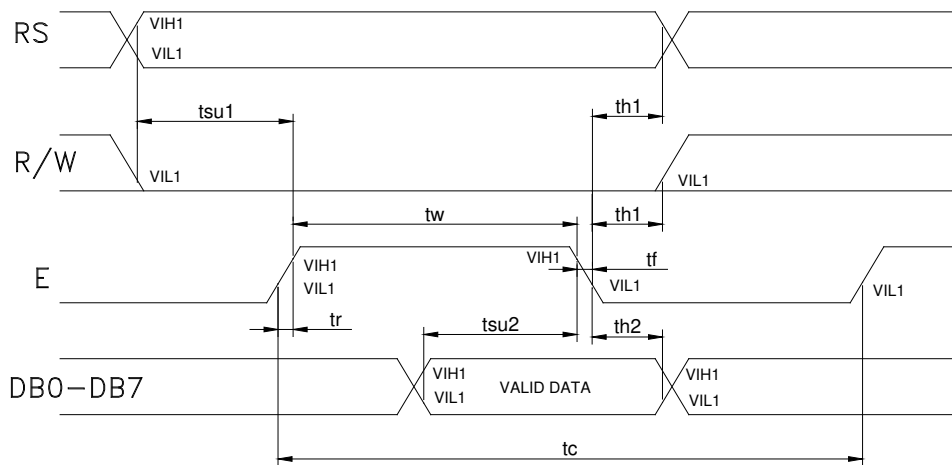 RS
VIH1
VIL1
tsu1
th1
R/W
VIL1
VIL1
tw
th1
E
VIH1
VIL1
VIH1
tf
VIL1
VIL1
tr
tsu2
th2
DB0-DB7
VIH1
VIL1
VALID DATA
VIH1
VIL1
tc